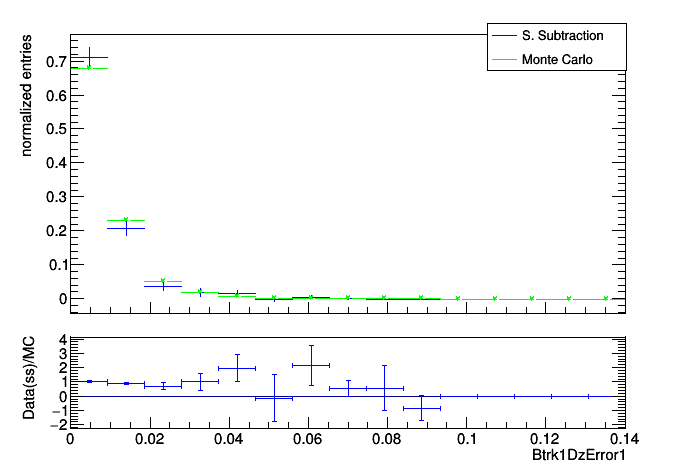 S. Subtraction
Monte Carlo
normalized entries
0.7
0.6
0.5
0.4
0.3
0.2
0.1
0
Data(ss)/MC
4
3
2
1
0
−1
−2
0 0.02 0.04 0.06 0.08 0.1 0.12 0.14
Btrk1DzError1